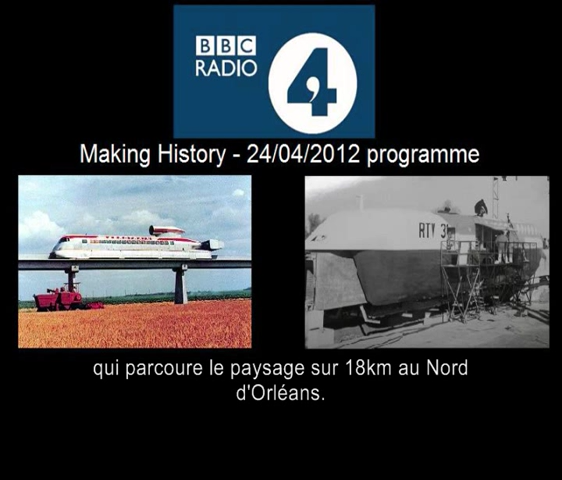 BBC
RADIO
4
Making History - 24/04/2012 programme
RTV 3
qui parcoure le paysage sur 18km au Nord
d'Orléans.